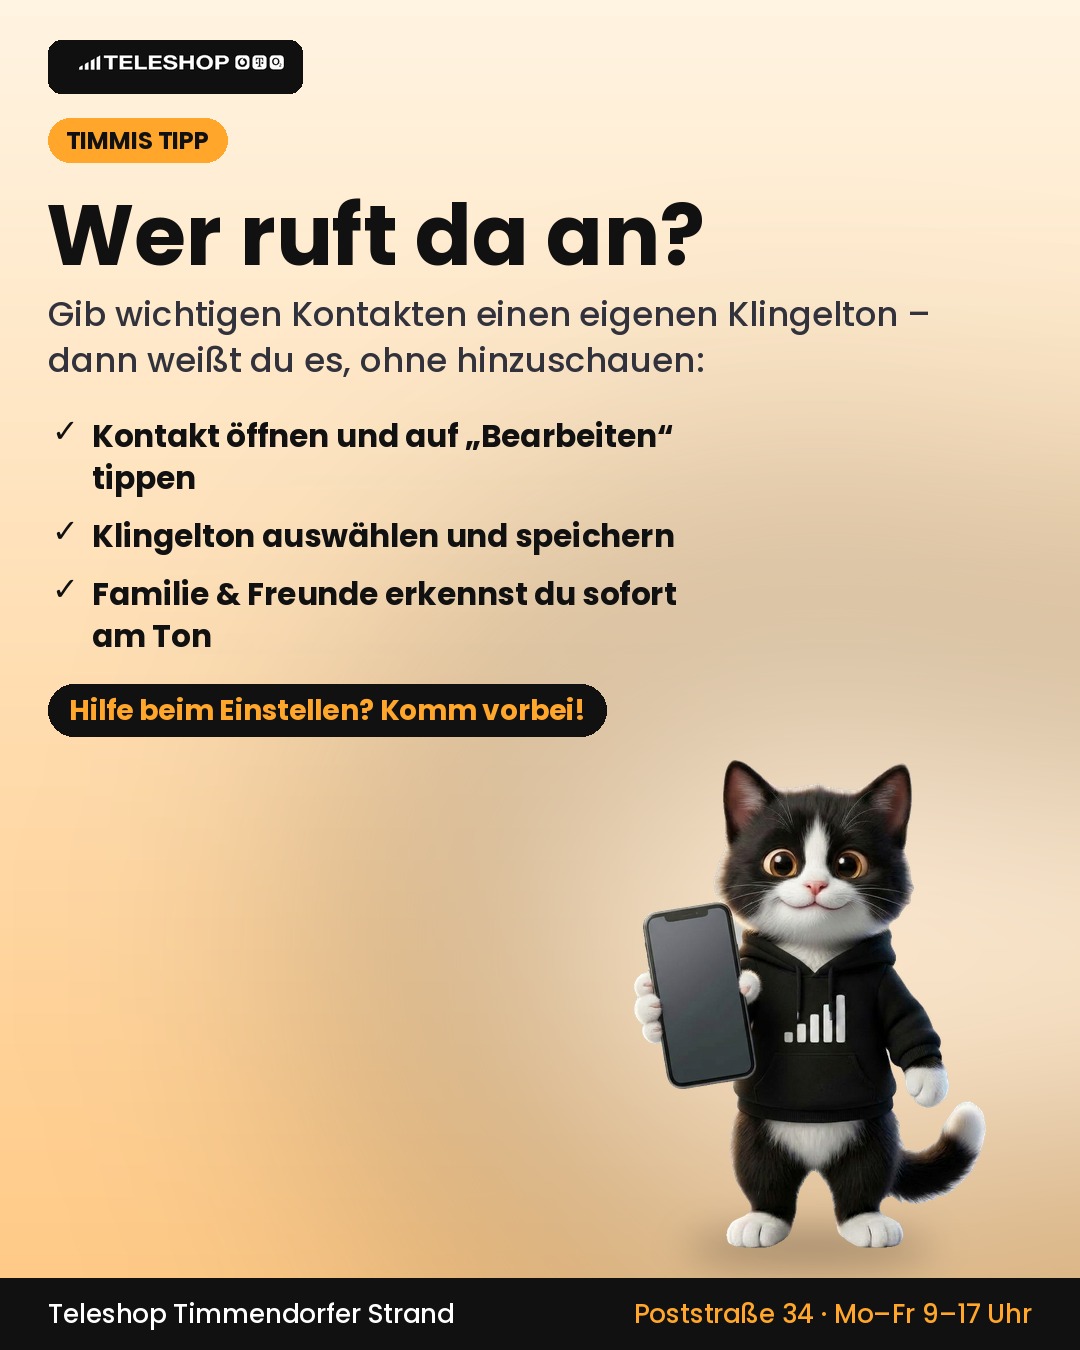 TELESHOP
TIMMIS TIPP
Wer ruft da an?
Gib wichtigen Kontakten einen eigenen Klingelton –
dann weißt du es, ohne hinzuschauen:
✓ Kontakt öffnen und auf „Bearbeiten“
tippen
✓ Klingelton auswählen und speichern
✓ Familie & Freunde erkennst du sofort
am Ton
Hilfe beim Einstellen? Komm vorbei!
Teleshop Timmendorfer Strand
Poststraße 34 · Mo–Fr 9–17 Uhr